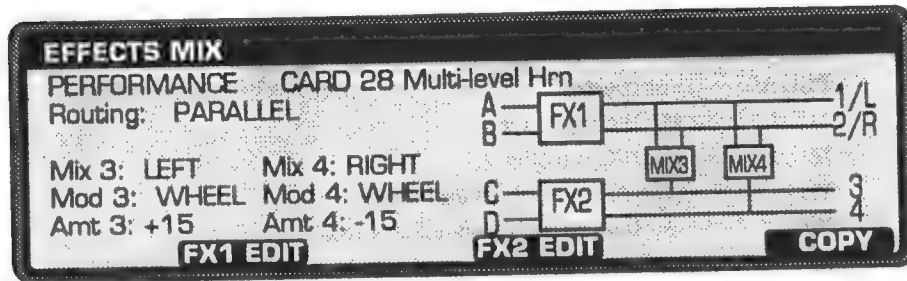 EFFECTS MIX
PERFORMANCE CARD 28 Multi-level Hrn
Routing: PARALLEL
Mix 3: LEFT Mix 4: RIGHT
Mod 3: WHEEL Mod 4: WHEEL
Amt 3: +15 Amt 4: -15
A
B
FX1
1/L
2/R
MIX3
MIX4
C
D
FX2
3
4
FX1 EDIT
FX2 EDIT
COPY